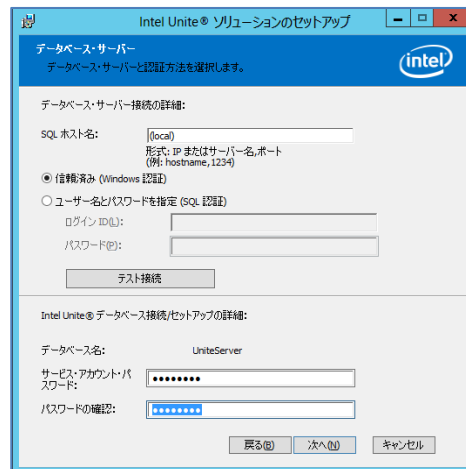 Intel Unite® ソリューションのセットアップ
データベース・サーバー
データベース・サーバーと認証方法を選択します。
intel
データベース・サーバー接続の詳細:
SQL ホスト名:
(local)
形式: IP またはサーバー名,ポート
(例: hostname,1234)
信頼済み (Windows 認証)
ユーザー名とパスワードを指定 (SQL 認証)
ログイン ID(L):
パスワード(P):
テスト接続
Intel Unite® データベース接続/セットアップの詳細:
データベース名: UniteServer
サービス・アカウント・パ
スワード:
••••••••
パスワードの確認: ••••••••
戻る(B) 次へ(N) キャンセル